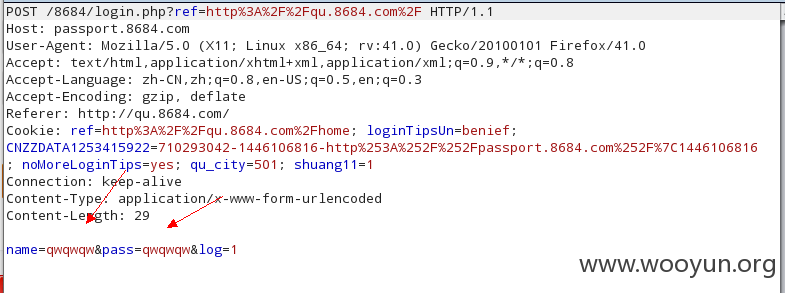 POST /8684/login.php?ref=http%3A%2F%2Fqu.8684.com%2F HTTP/1.1
Host: passport.8684.com
User-Agent: Mozilla/5.0 (X11; Linux x86_64; rv:41.0) Gecko/20100101 Firefox/41.0
Accept: text/html,application/xhtml+xml,application/xml;q=0.9,*/*;q=0.8
Accept-Language: zh-CN,zh;q=0.8,en-US;q=0.5,en;q=0.3
Accept-Encoding: gzip, deflate
Referer: http://qu.8684.com/
Cookie: ref=http%3A%2F%2Fqu.8684.com%2Fhome; loginTipsUn=benief;
CNZZDATA1253415922=710293042-1446106816-http%253A%252F%252Fpassport.8684.com%252F%7C1446106816
; noMoreLoginTips=yes; qu_city=501; shuang11=1
Connection: keep-alive
Content-Type: application/x-www-form-urlencoded
Content-Length: 29
name=qwqwqw&pass=qwqwqw&log=1
www.wooyun.org